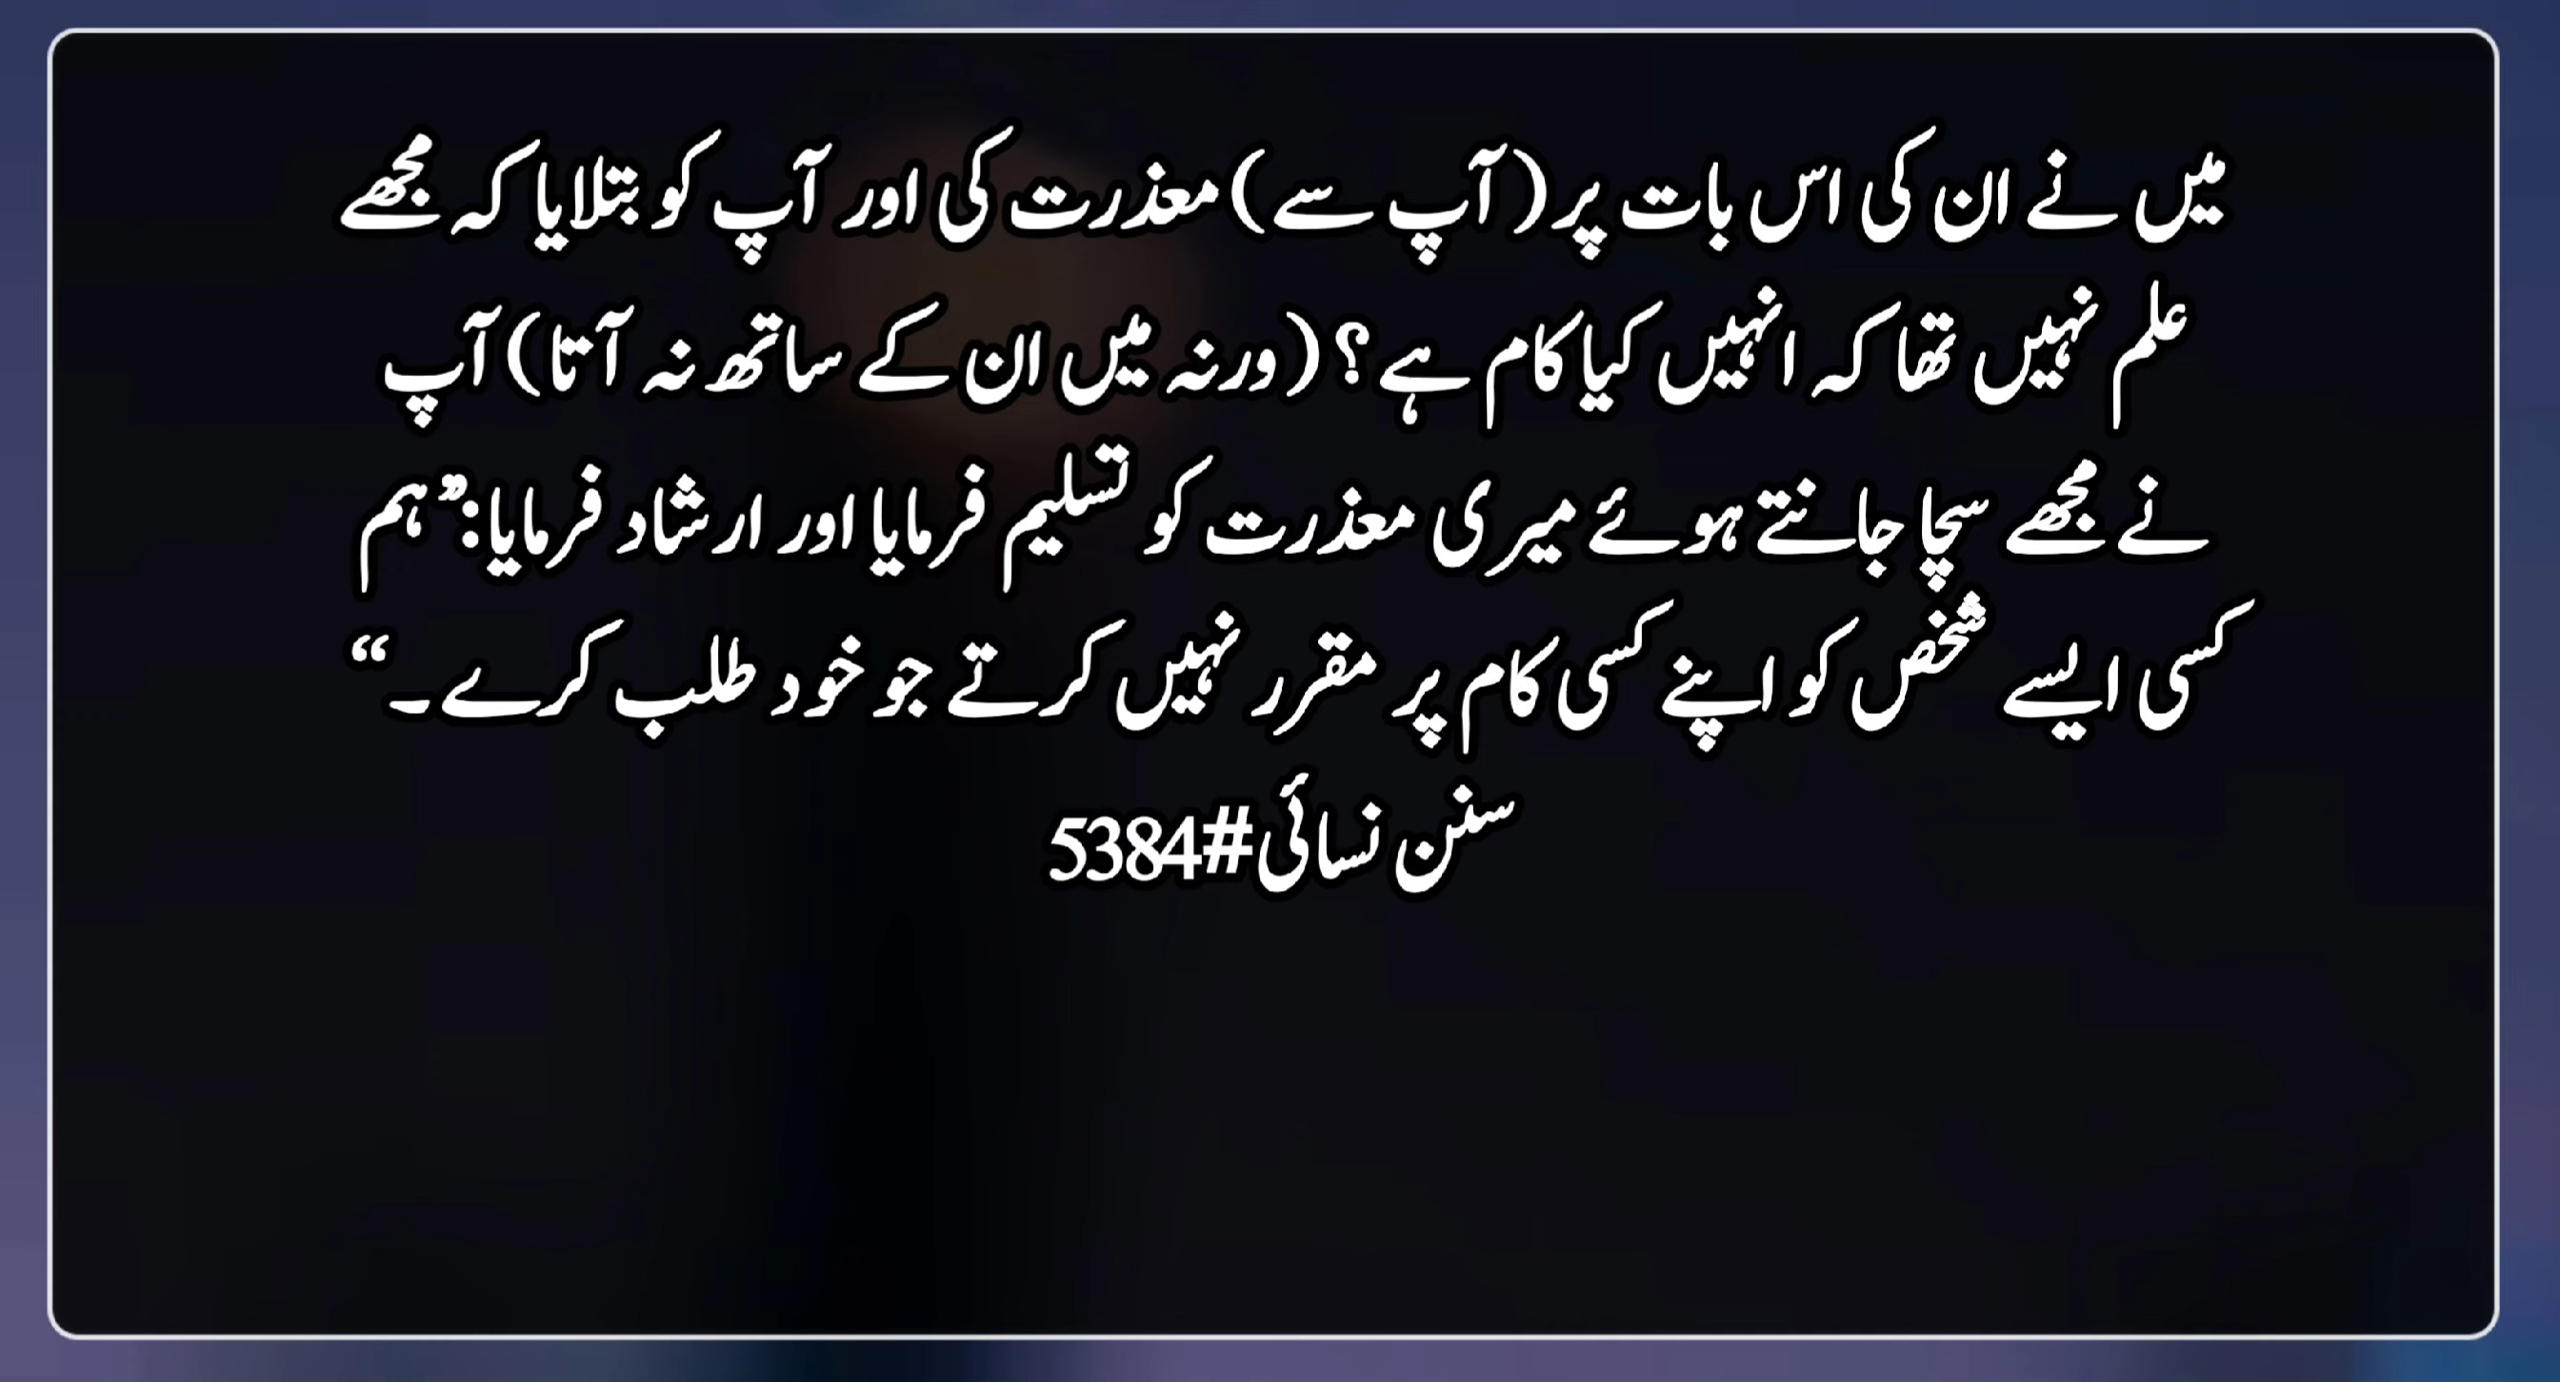 میں نے ان کی اس بات پر (آپ سے) معذرت کی اور آپ کو بتلایا کہ مجھے
علم نہیں تھا کہ انہیں کیا کام ہے؟ (ورنہ میں ان کے ساتھ نہ آتا) آپ
نے مجھے سچا جانتے ہوئے میری معذرت کو تسلیم فرمایا اور ارشاد فرمایا: ”ہم
کسی ایسے شخص کو اپنے کسی کام پر مقرر نہیں کرتے جو خود طلب کرے۔“
سنن نسائی#5384